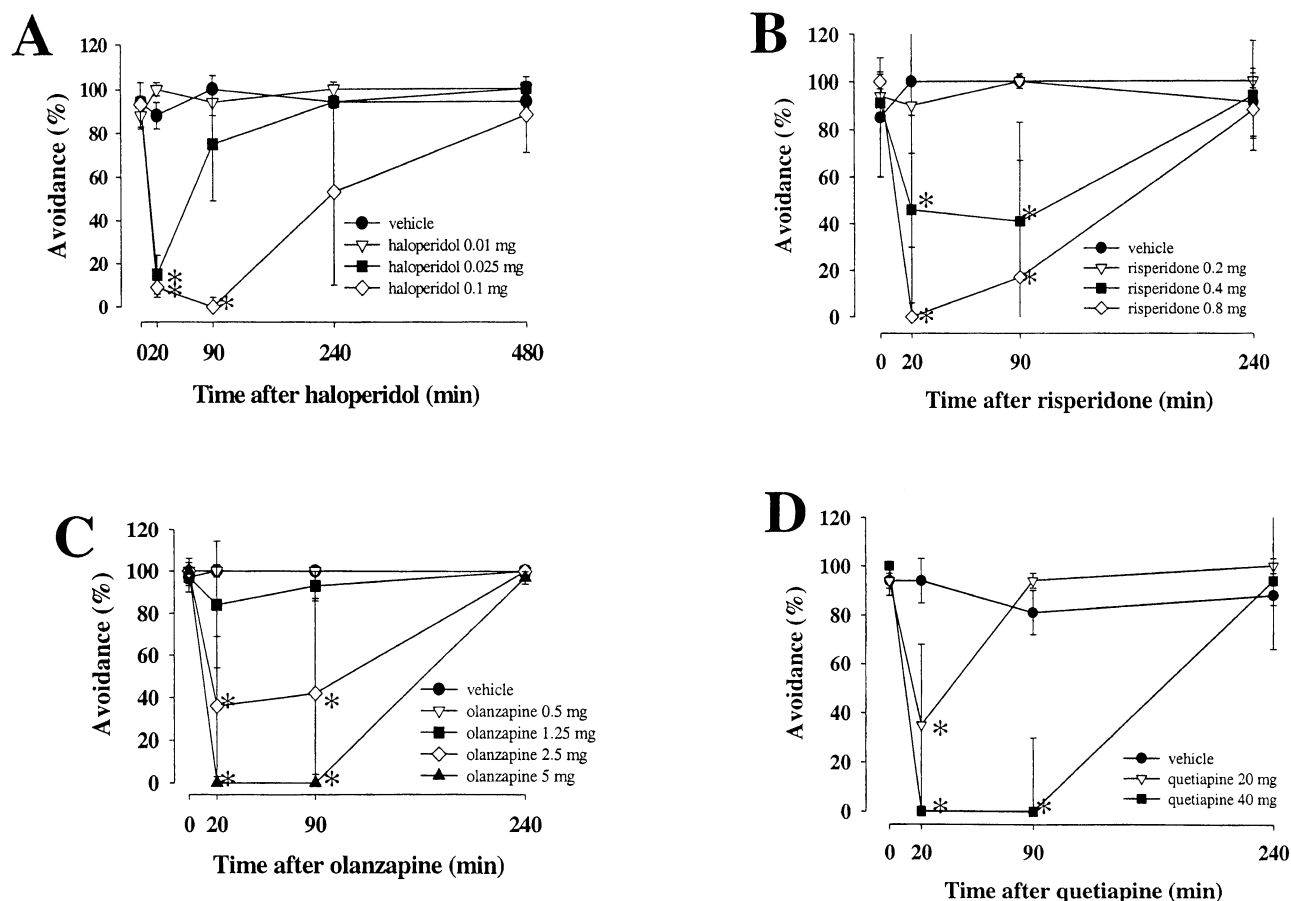 A
120
100
80
60
40
20
0
Avoidance (%)
*
*
*
vehicle
haloperidol 0.01 mg
haloperidol 0.025 mg
haloperidol 0.1 mg
0 20 90 240 480
Time after haloperidol (min)
B
120
100
80
60
40
20
0
Avoidance (%)
*
*
*
*
vehicle
risperidone 0.2 mg
risperidone 0.4 mg
risperidone 0.8 mg
0 20 90 240
Time after risperidone (min)
C
120
100
80
60
40
20
0
Avoidance (%)
*
*
*
*
vehicle
olanzapine 0.5 mg
olanzapine 1.25 mg
olanzapine 2.5 mg
olanzapine 5 mg
0 20 90 240
Time after olanzapine (min)
D
120
100
80
60
40
20
0
Avoidance (%)
*
*
*
vehicle
quetiapine 20 mg
quetiapine 40 mg
0 20 90 240
Time after quetiapine (min)